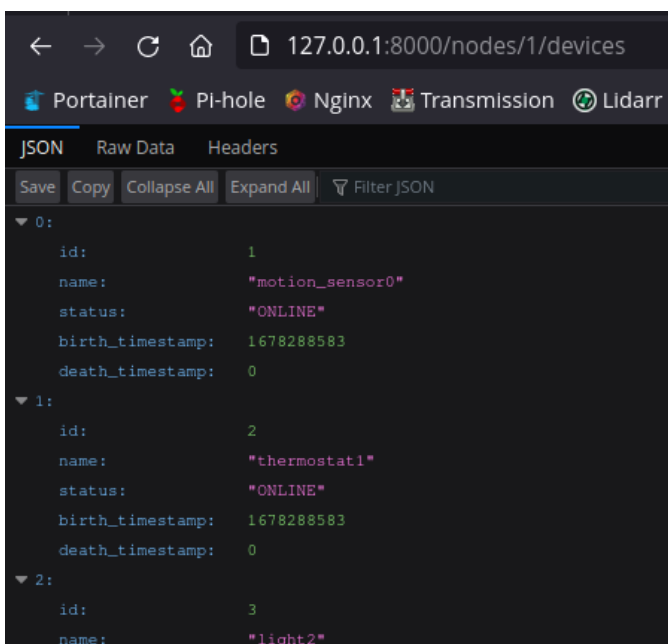 127.0.0.1:8000/nodes/1/devices
Portainer Pi-hole Nginx Transmission Lidarr
JSON Raw Data Headers
Save Copy Collapse All Expand All Filter JSON
0:
id: 1
name: "motion_sensor0"
status: "ONLINE"
birth_timestamp: 1678288583
death_timestamp: 0
1:
id: 2
name: "thermostat1"
status: "ONLINE"
birth_timestamp: 1678288583
death_timestamp: 0
2:
id: 3
name: "light2"